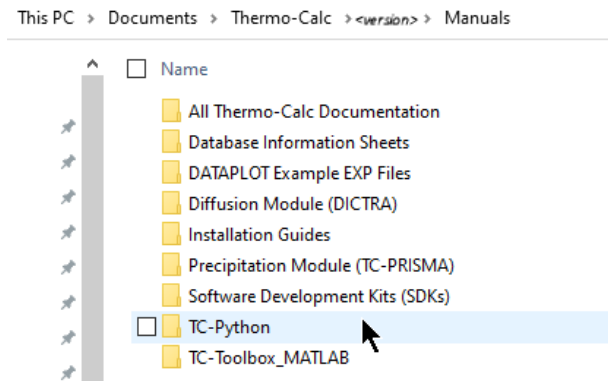 This PC > Documents > Thermo-Calc > <version> > Manuals
Name
All Thermo-Calc Documentation
Database Information Sheets
DATAPLOT Example EXP Files
Diffusion Module (DICTRA)
Installation Guides
Precipitation Module (TC-PRISMA)
Software Development Kits (SDKs)
TC-Python
TC-Toolbox_MATLAB